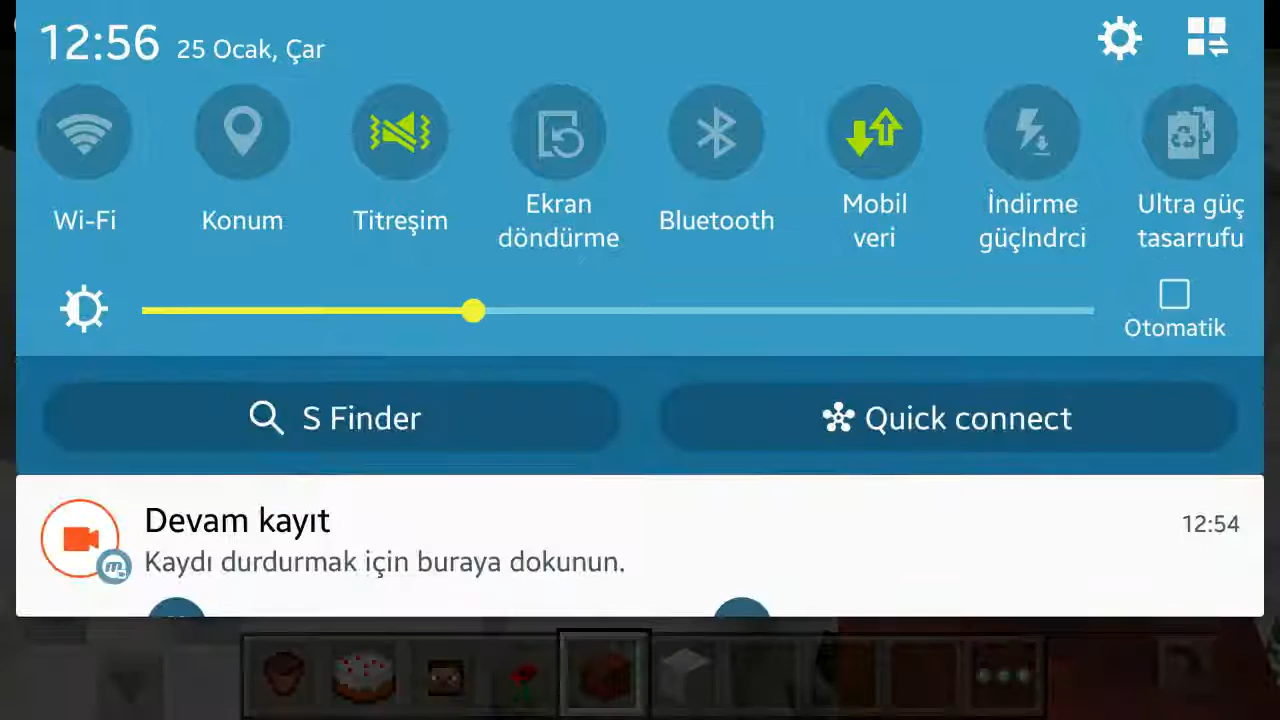 12:56 25 Ocak, Çar
Wi-Fi
Konum
Titreşim
Ekran
döndürme
Bluetooth
Mobil
veri
İndirme
güçlndrci
Ultra güç
tasarrufu
Otomatik
S Finder
Quick connect
Devam kayıt
12:54
Kaydı durdurmak için buraya dokunun.